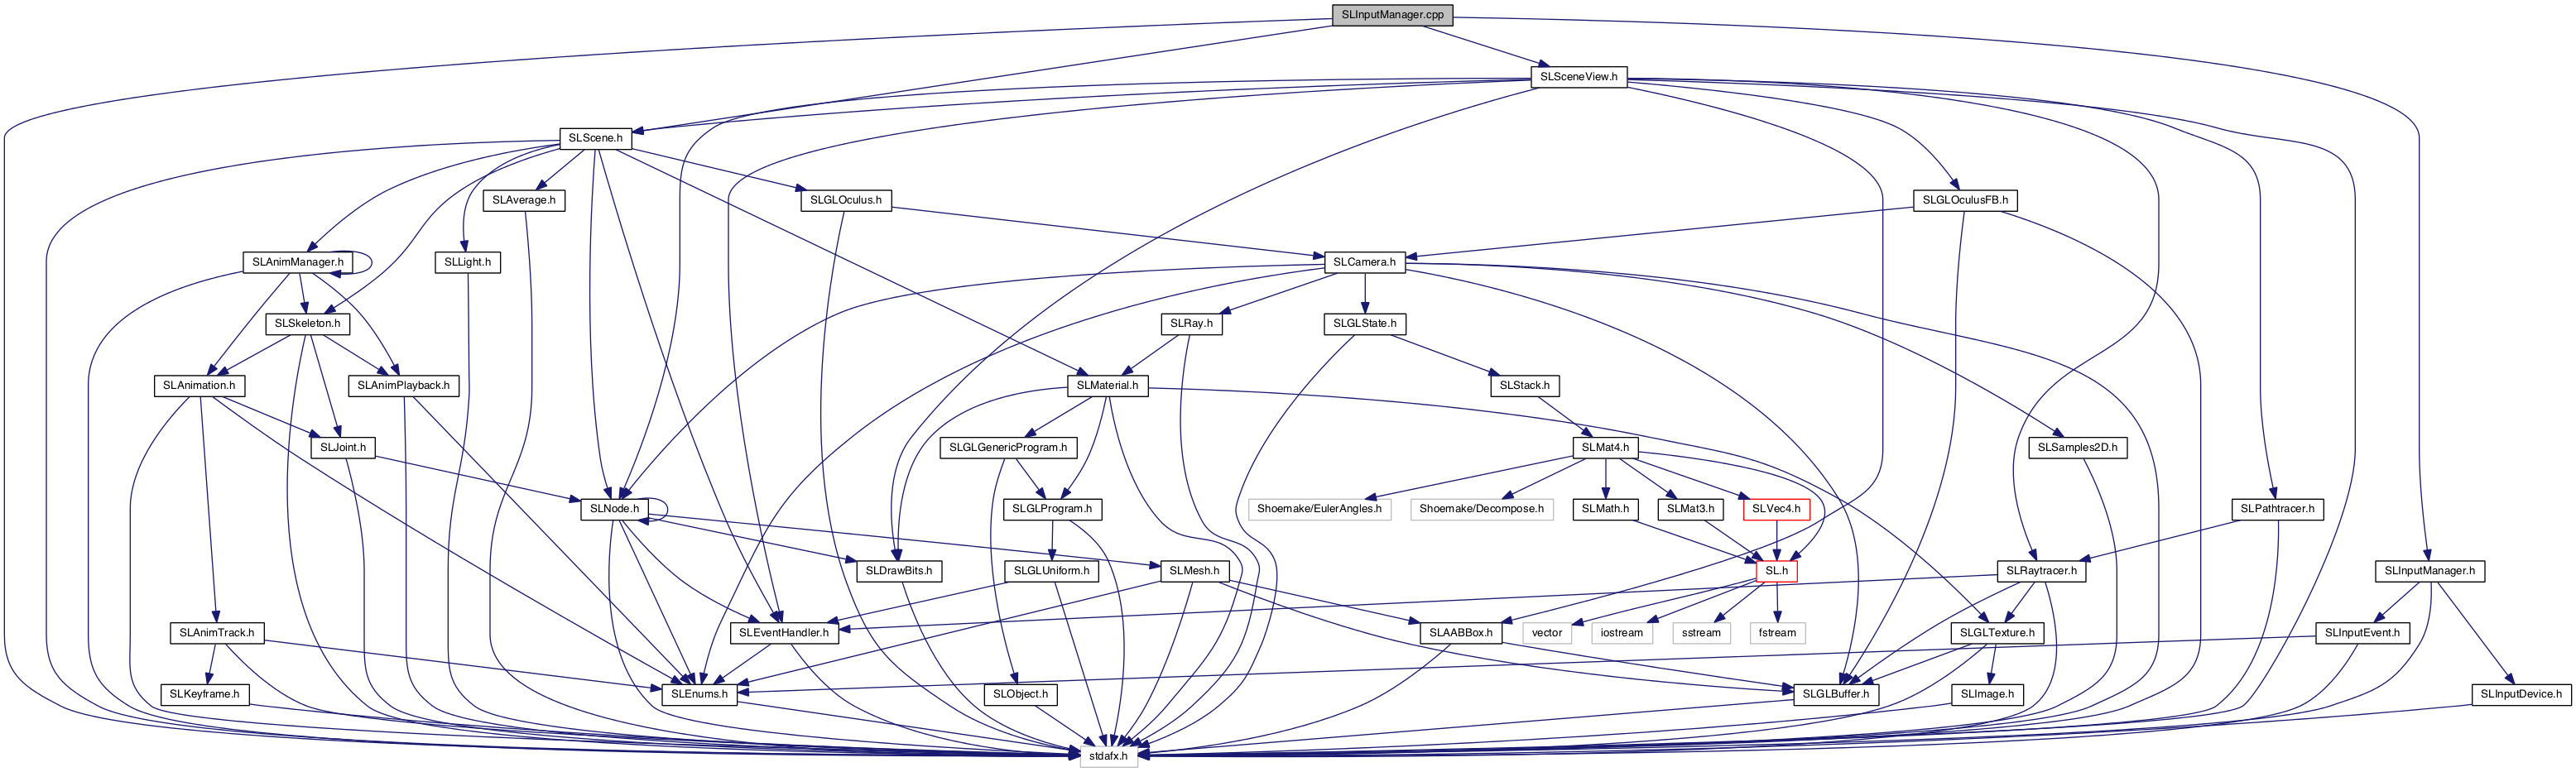 SLInputManager.cpp
SLSceneView.h
SLScene.h
SLAverage.h
SLGLOculus.h
SLGLOculusFB.h
SLAnimManager.h
SLLight.h
SLCamera.h
SLSkeleton.h
SLRay.h
SLGLState.h
SLAnimation.h
SLAnimPlayback.h
SLMaterial.h
SLStack.h
SLJoint.h
SLGLGenericProgram.h
SLMat4.h
SLSamples2D.h
SLNode.h
SLGLProgram.h
Shoemake/EulerAngles.h
Shoemake/Decompose.h
SLMath.h
SLMat3.h
SLVec4.h
SLPathtracer.h
SLDrawBits.h
SLGLUniform.h
SLMesh.h
SL.h
SLRaytracer.h
SLInputManager.h
SLAnimTrack.h
SLEventHandler.h
SLAABBox.h
vector
iostream
sstream
fstream
SLGLTexture.h
SLInputEvent.h
SLKeyframe.h
SLEnums.h
SLObject.h
SLGLBuffer.h
SLImage.h
SLInputDevice.h
stdafx.h